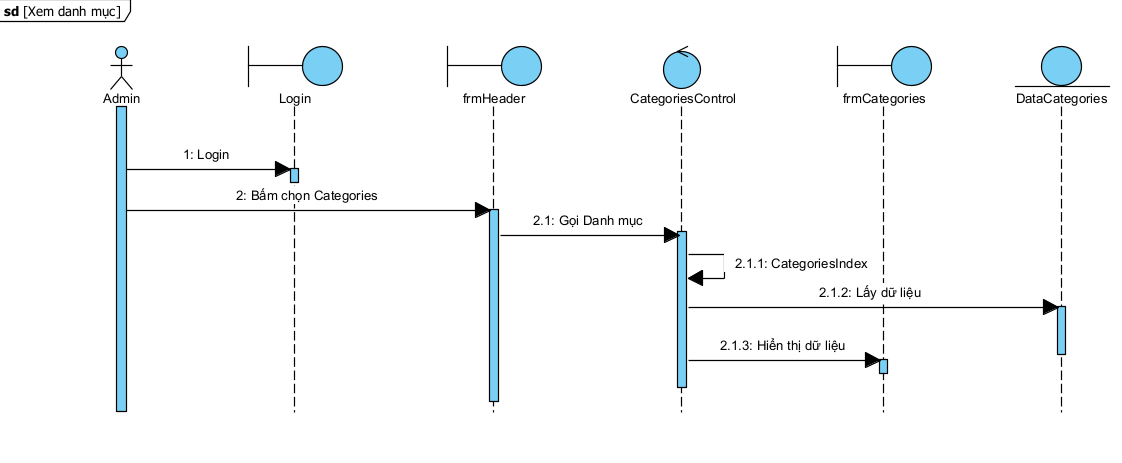 sd [Xem danh mục]
Admin
Login
frmHeader
CategoriesControl
frmCategories
DataCategories
1: Login
2: Bấm chọn Categories
2.1: Gọi Danh mục
2.1.1: CategoriesIndex
2.1.2: Lấy dữ liệu
2.1.3: Hiển thị dữ liệu